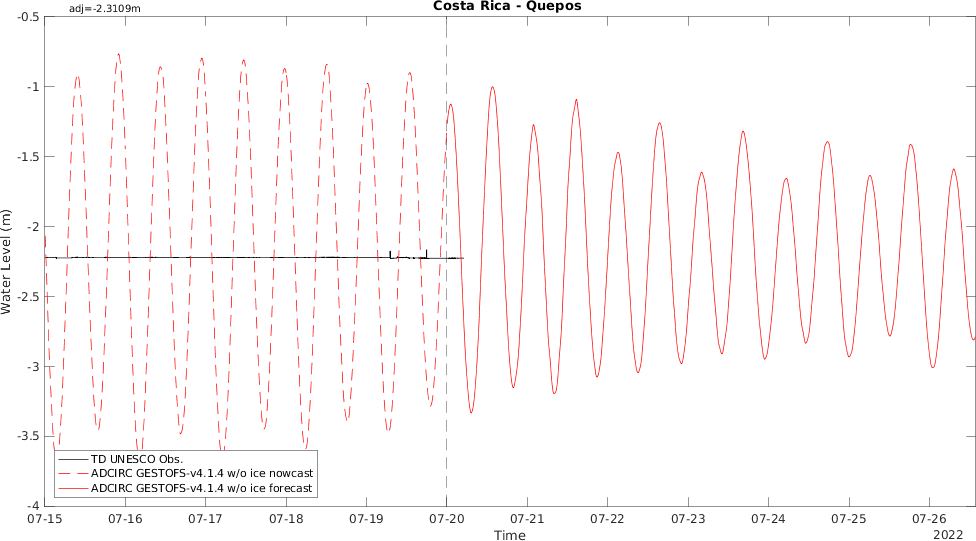 adj=-2.3109m
Costa Rica - Quepos
-0.5
-1
-1.5
-2
-2.5
-3
-3.5
-4
Water Level (m)
TD UNESCO Obs.
ADCIRC GESTOFS-v4.1.4 w/o ice nowcast
ADCIRC GESTOFS-v4.1.4 w/o ice forecast
07-15 07-16 07-17 07-18 07-19 07-20 07-21 07-22 07-23 07-24 07-25 07-26
Time
2022